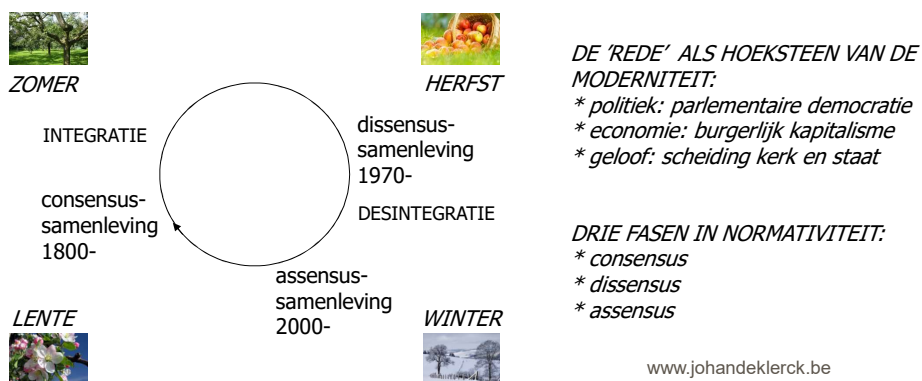 ZOMER
HERFST
INTEGRATIE
dissensus-
samenleving
1970-
consensus-
samenleving
1800-
DESINTEGRATIE
assensus-
samenleving
2000-
LENTE
WINTER
DE ’REDE’ ALS HOEKSTEEN VAN DE
MODERNITEIT:
* politiek: parlementaire democratie
* economie: burgerlijk kapitalisme
* geloof: scheiding kerk en staat
DRIE FASEN IN NORMATIVITEIT:
* consensus
* dissensus
* assensus
www.johandeklerck.be